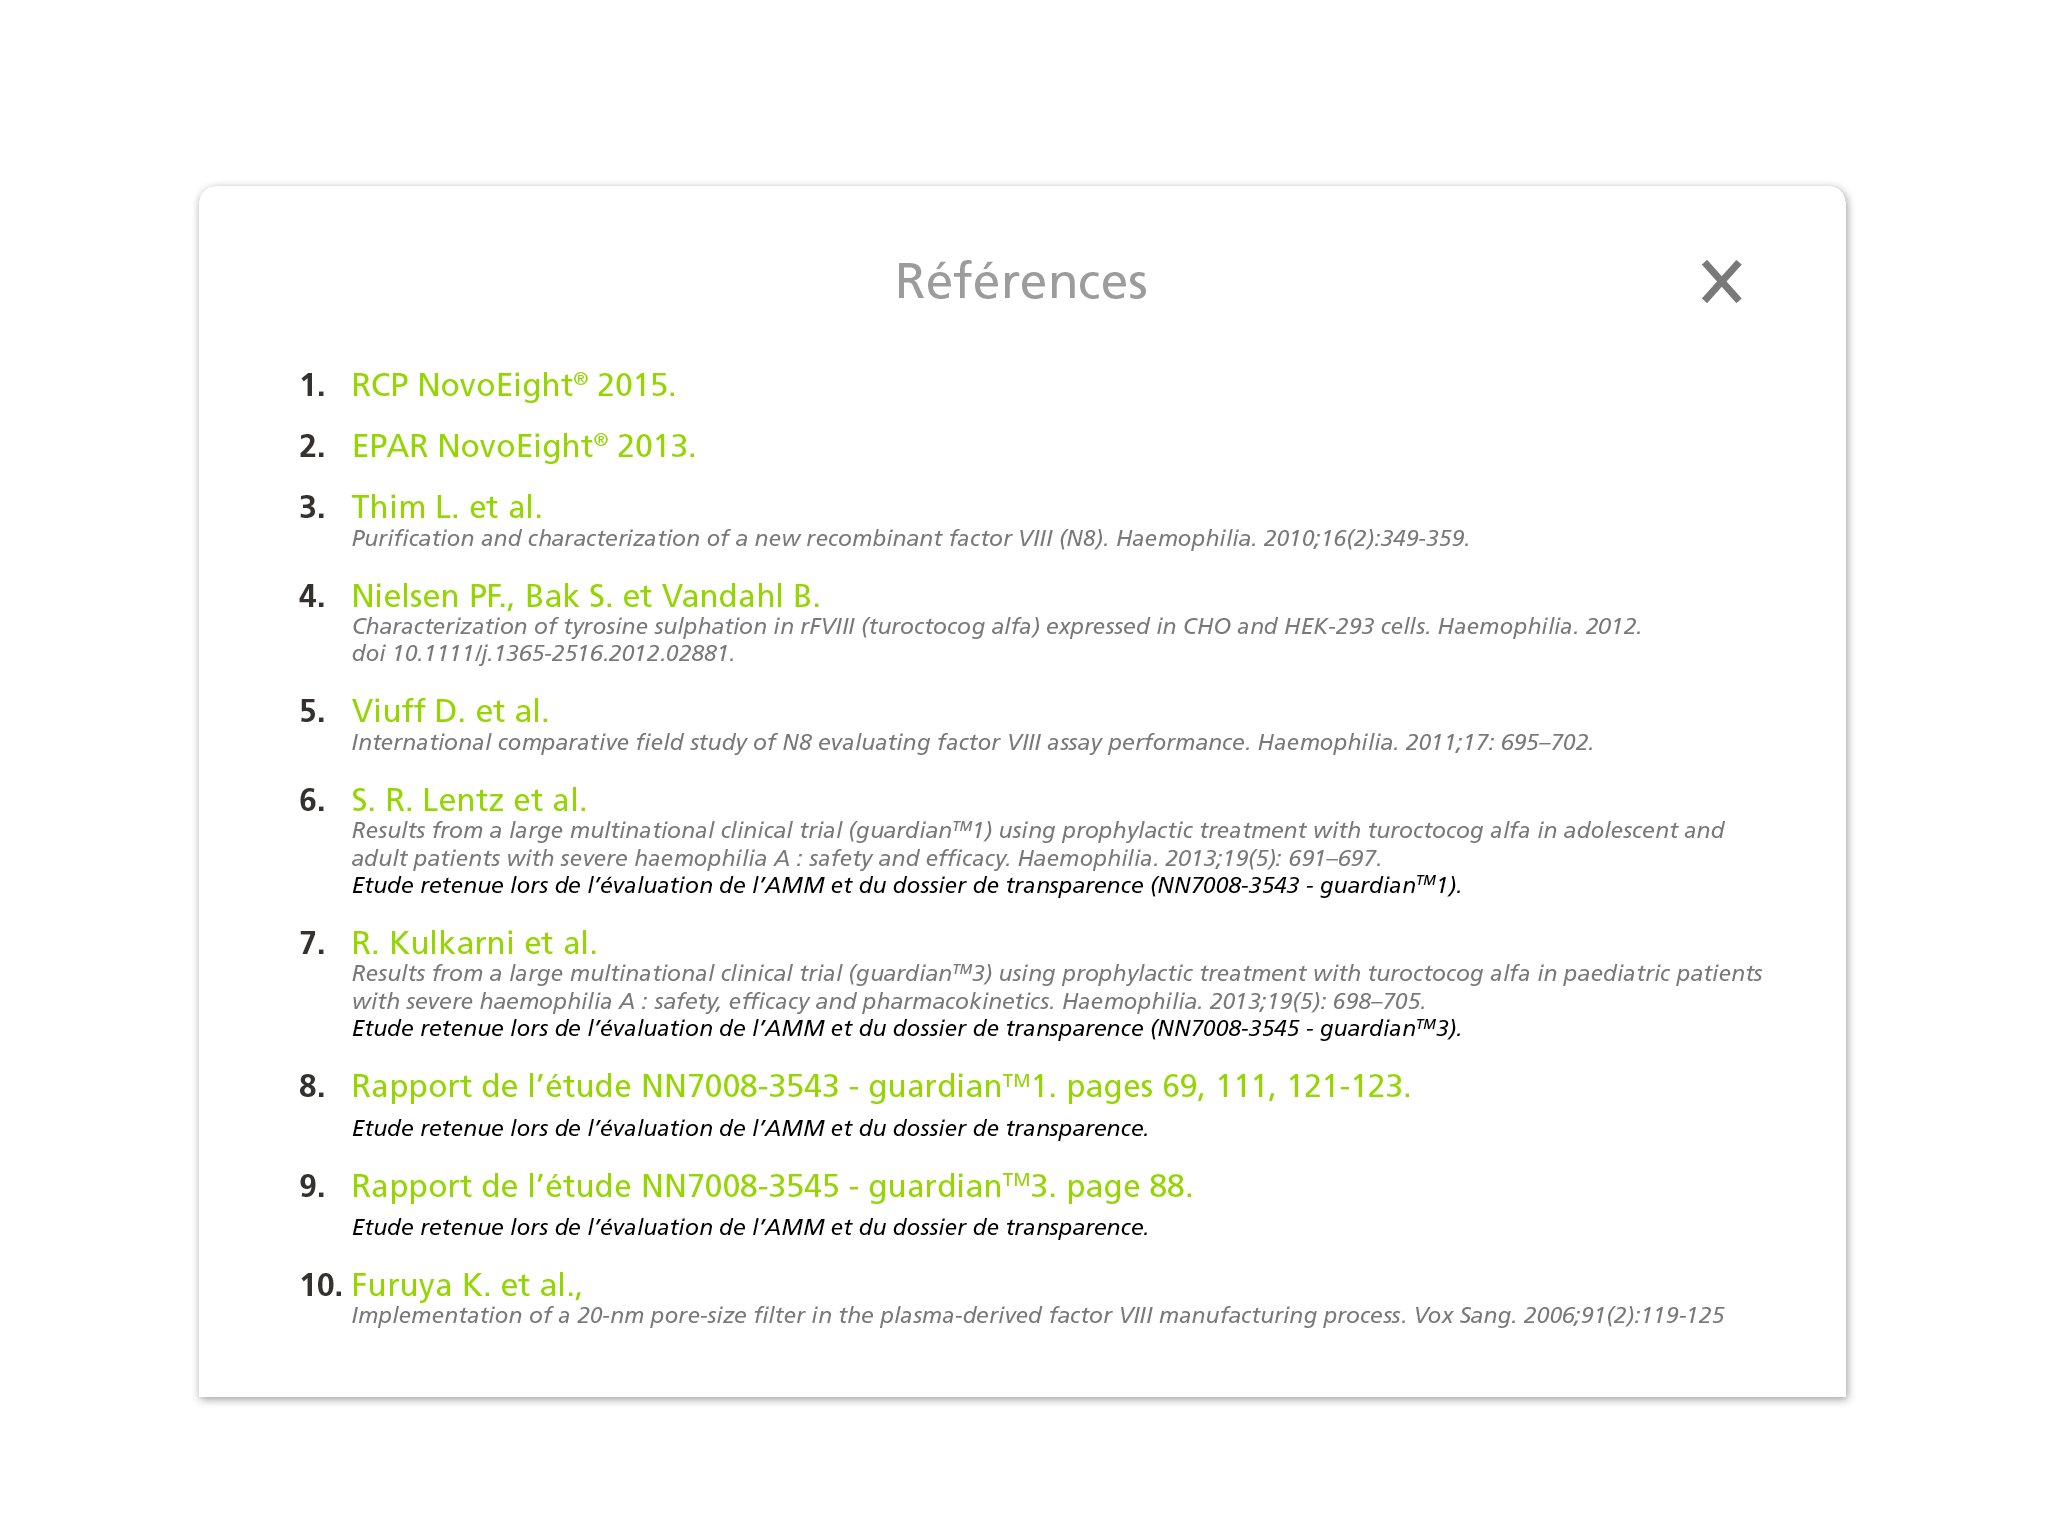 Références
1. RCP NovoEight® 2015.
2. EPAR NovoEight® 2013.
3. Thim L. et al.
Purification and characterization of a new recombinant factor VIII (N8). Haemophilia. 2010;16(2):349-359.
4. Nielsen PF., Bak S. et Vandahl B.
Characterization of tyrosine sulphation in rFVIII (turoctocog alfa) expressed in CHO and HEK-293 cells. Haemophilia. 2012.
doi 10.1111/j.1365-2516.2012.02881.
5. Viuff D. et al.
International comparative field study of N8 evaluating factor VIII assay performance. Haemophilia. 2011;17: 695–702.
6. S. R. Lentz et al.
Results from a large multinational clinical trial (guardian™1) using prophylactic treatment with turoctocog alfa in adolescent and
adult patients with severe haemophilia A : safety and efficacy. Haemophilia. 2013;19(5): 691–697.
Etude retenue lors de l’évaluation de l’AMM et du dossier de transparence (NN7008-3543 - guardian™1).
7. R. Kulkarni et al.
Results from a large multinational clinical trial (guardian™3) using prophylactic treatment with turoctocog alfa in paediatric patients
with severe haemophilia A : safety, efficacy and pharmacokinetics. Haemophilia. 2013;19(5): 698–705.
Etude retenue lors de l’évaluation de l’AMM et du dossier de transparence (NN7008-3545 - guardian™3).
8. Rapport de l’étude NN7008-3543 - guardian™1. pages 69, 111, 121-123.
Etude retenue lors de l’évaluation de l’AMM et du dossier de transparence.
9. Rapport de l’étude NN7008-3545 - guardian™3. page 88.
Etude retenue lors de l’évaluation de l’AMM et du dossier de transparence.
10. Furuya K. et al.,
Implementation of a 20-nm pore-size filter in the plasma-derived factor VIII manufacturing process. Vox Sang. 2006;91(2):119-125